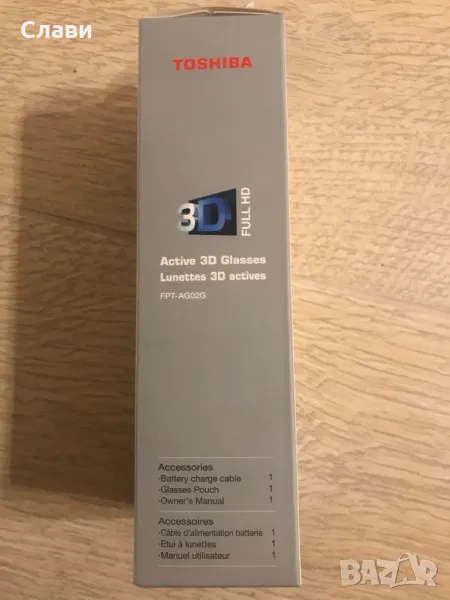 Слави
TOSHIBA
3D
FULL HD
Active 3D Glasses
Lunettes 3D actives
FPT-AG02G
Accessories
·Battery charge cable 1
·Glasses Pouch 1
·Owner's Manual 1
Accessoires
·Câble d'alimentation batterie 1
·Etui à lunettes 1
·Manuel utilisateur 1
BAZAR